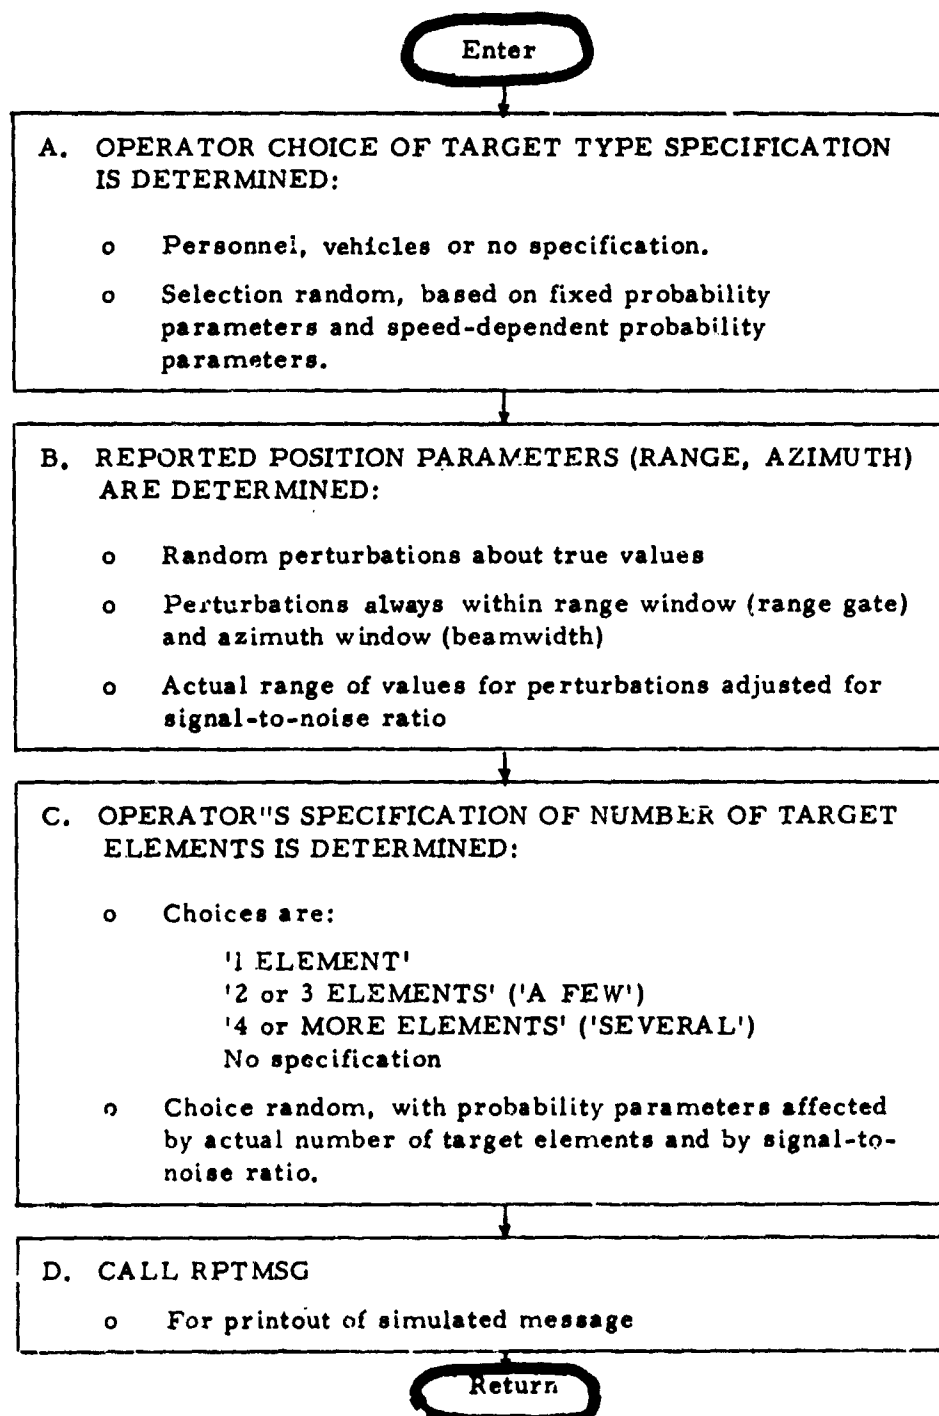 Enter
A. OPERATOR CHOICE OF TARGET TYPE SPECIFICATION
IS DETERMINED:
o Personnel, vehicles or no specification.
o Selection random, based on fixed probability
parameters and speed-dependent probability
parameters.
B. REPORTED POSITION PARAMETERS (RANGE, AZIMUTH)
ARE DETERMINED:
o Random perturbations about true values
o Perturbations always within range window (range gate)
and azimuth window (beamwidth)
o Actual range of values for perturbations adjusted for
signal-to-noise ratio
C. OPERATOR"S SPECIFICATION OF NUMBER OF TARGET
ELEMENTS IS DETERMINED:
o Choices are:
'1 ELEMENT'
'2 or 3 ELEMENTS' ('A FEW')
'4 or MORE ELEMENTS' ('SEVERAL')
No specification
o Choice random, with probability parameters affected
by actual number of target elements and by signal-to-
noise ratio.
D. CALL RPTMSG
o For printout of simulated message
Return